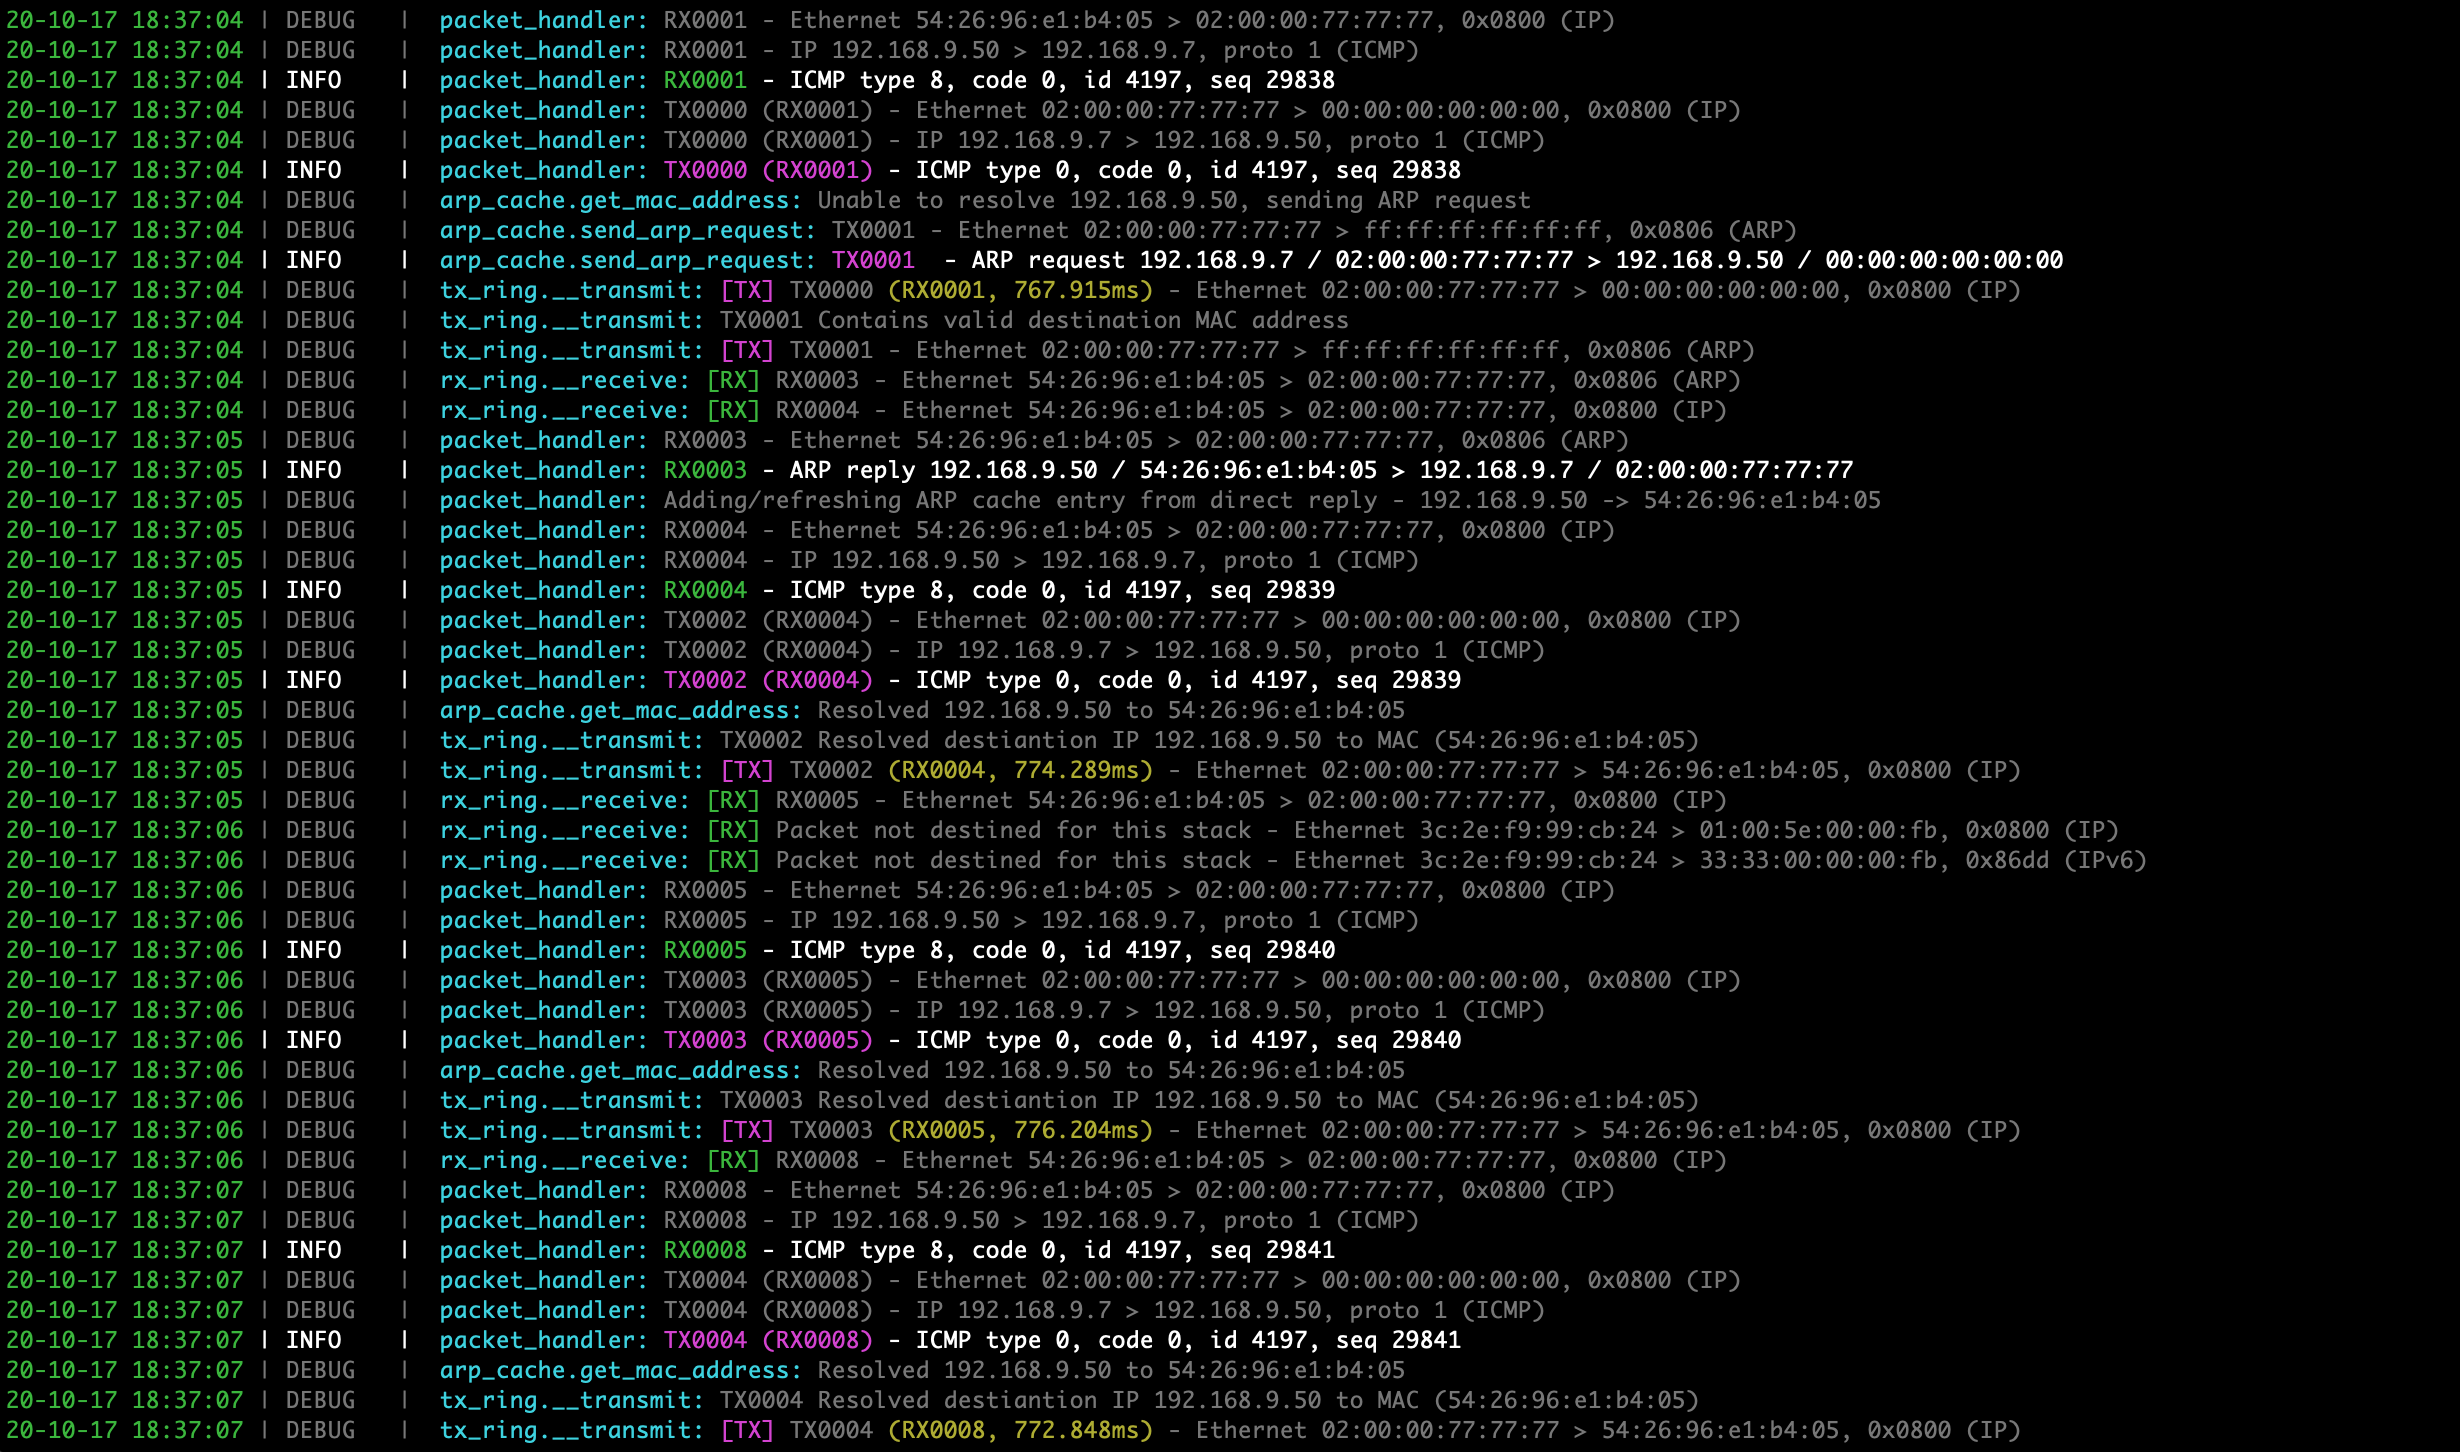 20-10-17 18:37:04 | DEBUG   |  packet_handler: RX0001 - Ethernet 54:26:96:e1:b4:05 > 02:00:00:77:77:77, 0x0800 (IP)
20-10-17 18:37:04 | DEBUG   |  packet_handler: RX0001 - IP 192.168.9.50 > 192.168.9.7, proto 1 (ICMP)
20-10-17 18:37:04 | INFO    |  packet_handler: RX0001 - ICMP type 8, code 0, id 4197, seq 29838
20-10-17 18:37:04 | DEBUG   |  packet_handler: TX0000 (RX0001) - Ethernet 02:00:00:77:77:77 > 00:00:00:00:00:00, 0x0800 (IP)
20-10-17 18:37:04 | DEBUG   |  packet_handler: TX0000 (RX0001) - IP 192.168.9.7 > 192.168.9.50, proto 1 (ICMP)
20-10-17 18:37:04 | INFO    |  packet_handler: TX0000 (RX0001) - ICMP type 0, code 0, id 4197, seq 29838
20-10-17 18:37:04 | DEBUG   |  arp_cache.get_mac_address: Unable to resolve 192.168.9.50, sending ARP request
20-10-17 18:37:04 | DEBUG   |  arp_cache.send_arp_request: TX0001 - Ethernet 02:00:00:77:77:77 > ff:ff:ff:ff:ff:ff, 0x0806 (ARP)
20-10-17 18:37:04 | INFO    |  arp_cache.send_arp_request: TX0001  - ARP request 192.168.9.7 / 02:00:00:77:77:77 > 192.168.9.50 / 00:00:00:00:00:00
20-10-17 18:37:04 | DEBUG   |  tx_ring.__transmit: [TX] TX0000 (RX0001, 767.915ms) - Ethernet 02:00:00:77:77:77 > 00:00:00:00:00:00, 0x0800 (IP)
20-10-17 18:37:04 | DEBUG   |  tx_ring.__transmit: TX0001 Contains valid destination MAC address
20-10-17 18:37:04 | DEBUG   |  tx_ring.__transmit: [TX] TX0001 - Ethernet 02:00:00:77:77:77 > ff:ff:ff:ff:ff:ff, 0x0806 (ARP)
20-10-17 18:37:04 | DEBUG   |  rx_ring.__receive: [RX] RX0003 - Ethernet 54:26:96:e1:b4:05 > 02:00:00:77:77:77, 0x0806 (ARP)
20-10-17 18:37:04 | DEBUG   |  rx_ring.__receive: [RX] RX0004 - Ethernet 54:26:96:e1:b4:05 > 02:00:00:77:77:77, 0x0800 (IP)
20-10-17 18:37:05 | DEBUG   |  packet_handler: RX0003 - Ethernet 54:26:96:e1:b4:05 > 02:00:00:77:77:77, 0x0806 (ARP)
20-10-17 18:37:05 | INFO    |  packet_handler: RX0003 - ARP reply 192.168.9.50 / 54:26:96:e1:b4:05 > 192.168.9.7 / 02:00:00:77:77:77
20-10-17 18:37:05 | DEBUG   |  packet_handler: Adding/refreshing ARP cache entry from direct reply - 192.168.9.50 -> 54:26:96:e1:b4:05
20-10-17 18:37:05 | DEBUG   |  packet_handler: RX0004 - Ethernet 54:26:96:e1:b4:05 > 02:00:00:77:77:77, 0x0800 (IP)
20-10-17 18:37:05 | DEBUG   |  packet_handler: RX0004 - IP 192.168.9.50 > 192.168.9.7, proto 1 (ICMP)
20-10-17 18:37:05 | INFO    |  packet_handler: RX0004 - ICMP type 8, code 0, id 4197, seq 29839
20-10-17 18:37:05 | DEBUG   |  packet_handler: TX0002 (RX0004) - Ethernet 02:00:00:77:77:77 > 00:00:00:00:00:00, 0x0800 (IP)
20-10-17 18:37:05 | DEBUG   |  packet_handler: TX0002 (RX0004) - IP 192.168.9.7 > 192.168.9.50, proto 1 (ICMP)
20-10-17 18:37:05 | INFO    |  packet_handler: TX0002 (RX0004) - ICMP type 0, code 0, id 4197, seq 29839
20-10-17 18:37:05 | DEBUG   |  arp_cache.get_mac_address: Resolved 192.168.9.50 to 54:26:96:e1:b4:05
20-10-17 18:37:05 | DEBUG   |  tx_ring.__transmit: TX0002 Resolved destiantion IP 192.168.9.50 to MAC (54:26:96:e1:b4:05)
20-10-17 18:37:05 | DEBUG   |  tx_ring.__transmit: [TX] TX0002 (RX0004, 774.289ms) - Ethernet 02:00:00:77:77:77 > 54:26:96:e1:b4:05, 0x0800 (IP)
20-10-17 18:37:05 | DEBUG   |  rx_ring.__receive: [RX] RX0005 - Ethernet 54:26:96:e1:b4:05 > 02:00:00:77:77:77, 0x0800 (IP)
20-10-17 18:37:06 | DEBUG   |  rx_ring.__receive: [RX] Packet not destined for this stack - Ethernet 3c:2e:f9:99:cb:24 > 01:00:5e:00:00:fb, 0x0800 (IP)
20-10-17 18:37:06 | DEBUG   |  rx_ring.__receive: [RX] Packet not destined for this stack - Ethernet 3c:2e:f9:99:cb:24 > 33:33:00:00:00:fb, 0x86dd (IPv6)
20-10-17 18:37:06 | DEBUG   |  packet_handler: RX0005 - Ethernet 54:26:96:e1:b4:05 > 02:00:00:77:77:77, 0x0800 (IP)
20-10-17 18:37:06 | DEBUG   |  packet_handler: RX0005 - IP 192.168.9.50 > 192.168.9.7, proto 1 (ICMP)
20-10-17 18:37:06 | INFO    |  packet_handler: RX0005 - ICMP type 8, code 0, id 4197, seq 29840
20-10-17 18:37:06 | DEBUG   |  packet_handler: TX0003 (RX0005) - Ethernet 02:00:00:77:77:77 > 00:00:00:00:00:00, 0x0800 (IP)
20-10-17 18:37:06 | DEBUG   |  packet_handler: TX0003 (RX0005) - IP 192.168.9.7 > 192.168.9.50, proto 1 (ICMP)
20-10-17 18:37:06 | INFO    |  packet_handler: TX0003 (RX0005) - ICMP type 0, code 0, id 4197, seq 29840
20-10-17 18:37:06 | DEBUG   |  arp_cache.get_mac_address: Resolved 192.168.9.50 to 54:26:96:e1:b4:05
20-10-17 18:37:06 | DEBUG   |  tx_ring.__transmit: TX0003 Resolved destiantion IP 192.168.9.50 to MAC (54:26:96:e1:b4:05)
20-10-17 18:37:06 | DEBUG   |  tx_ring.__transmit: [TX] TX0003 (RX0005, 776.204ms) - Ethernet 02:00:00:77:77:77 > 54:26:96:e1:b4:05, 0x0800 (IP)
20-10-17 18:37:06 | DEBUG   |  rx_ring.__receive: [RX] RX0008 - Ethernet 54:26:96:e1:b4:05 > 02:00:00:77:77:77, 0x0800 (IP)
20-10-17 18:37:07 | DEBUG   |  packet_handler: RX0008 - Ethernet 54:26:96:e1:b4:05 > 02:00:00:77:77:77, 0x0800 (IP)
20-10-17 18:37:07 | DEBUG   |  packet_handler: RX0008 - IP 192.168.9.50 > 192.168.9.7, proto 1 (ICMP)
20-10-17 18:37:07 | INFO    |  packet_handler: RX0008 - ICMP type 8, code 0, id 4197, seq 29841
20-10-17 18:37:07 | DEBUG   |  packet_handler: TX0004 (RX0008) - Ethernet 02:00:00:77:77:77 > 00:00:00:00:00:00, 0x0800 (IP)
20-10-17 18:37:07 | DEBUG   |  packet_handler: TX0004 (RX0008) - IP 192.168.9.7 > 192.168.9.50, proto 1 (ICMP)
20-10-17 18:37:07 | INFO    |  packet_handler: TX0004 (RX0008) - ICMP type 0, code 0, id 4197, seq 29841
20-10-17 18:37:07 | DEBUG   |  arp_cache.get_mac_address: Resolved 192.168.9.50 to 54:26:96:e1:b4:05
20-10-17 18:37:07 | DEBUG   |  tx_ring.__transmit: TX0004 Resolved destiantion IP 192.168.9.50 to MAC (54:26:96:e1:b4:05)
20-10-17 18:37:07 | DEBUG   |  tx_ring.__transmit: [TX] TX0004 (RX0008, 772.848ms) - Ethernet 02:00:00:77:77:77 > 54:26:96:e1:b4:05, 0x0800 (IP)